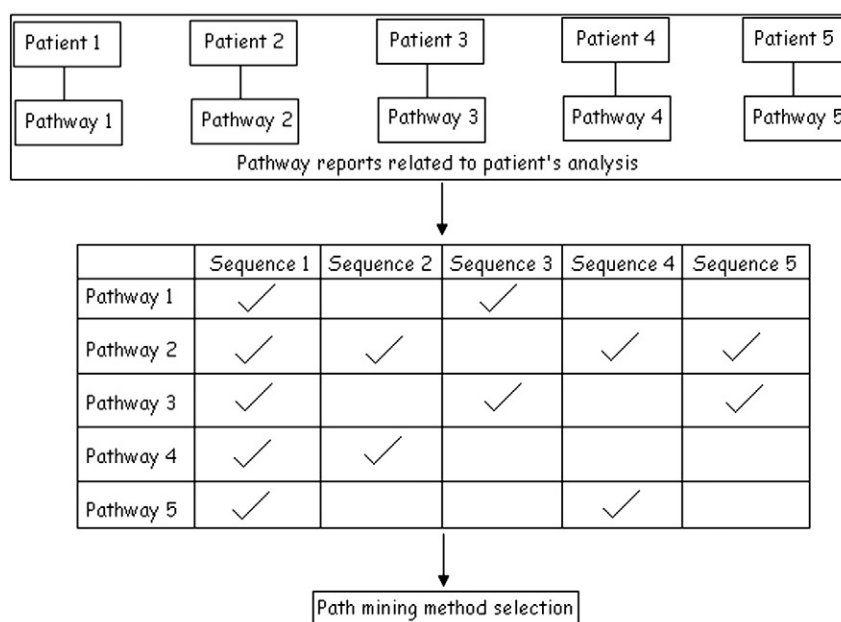 Patient 1 Patient 2 Patient 3 Patient 4 Patient 5
Pathway 1 Pathway 2 Pathway 3 Pathway 4 Pathway 5
Pathway reports related to patient's analysis
Sequence 1 Sequence 2 Sequence 3 Sequence 4 Sequence 5
Pathway 1
Pathway 2
Pathway 3
Pathway 4
Pathway 5
Path mining method selection